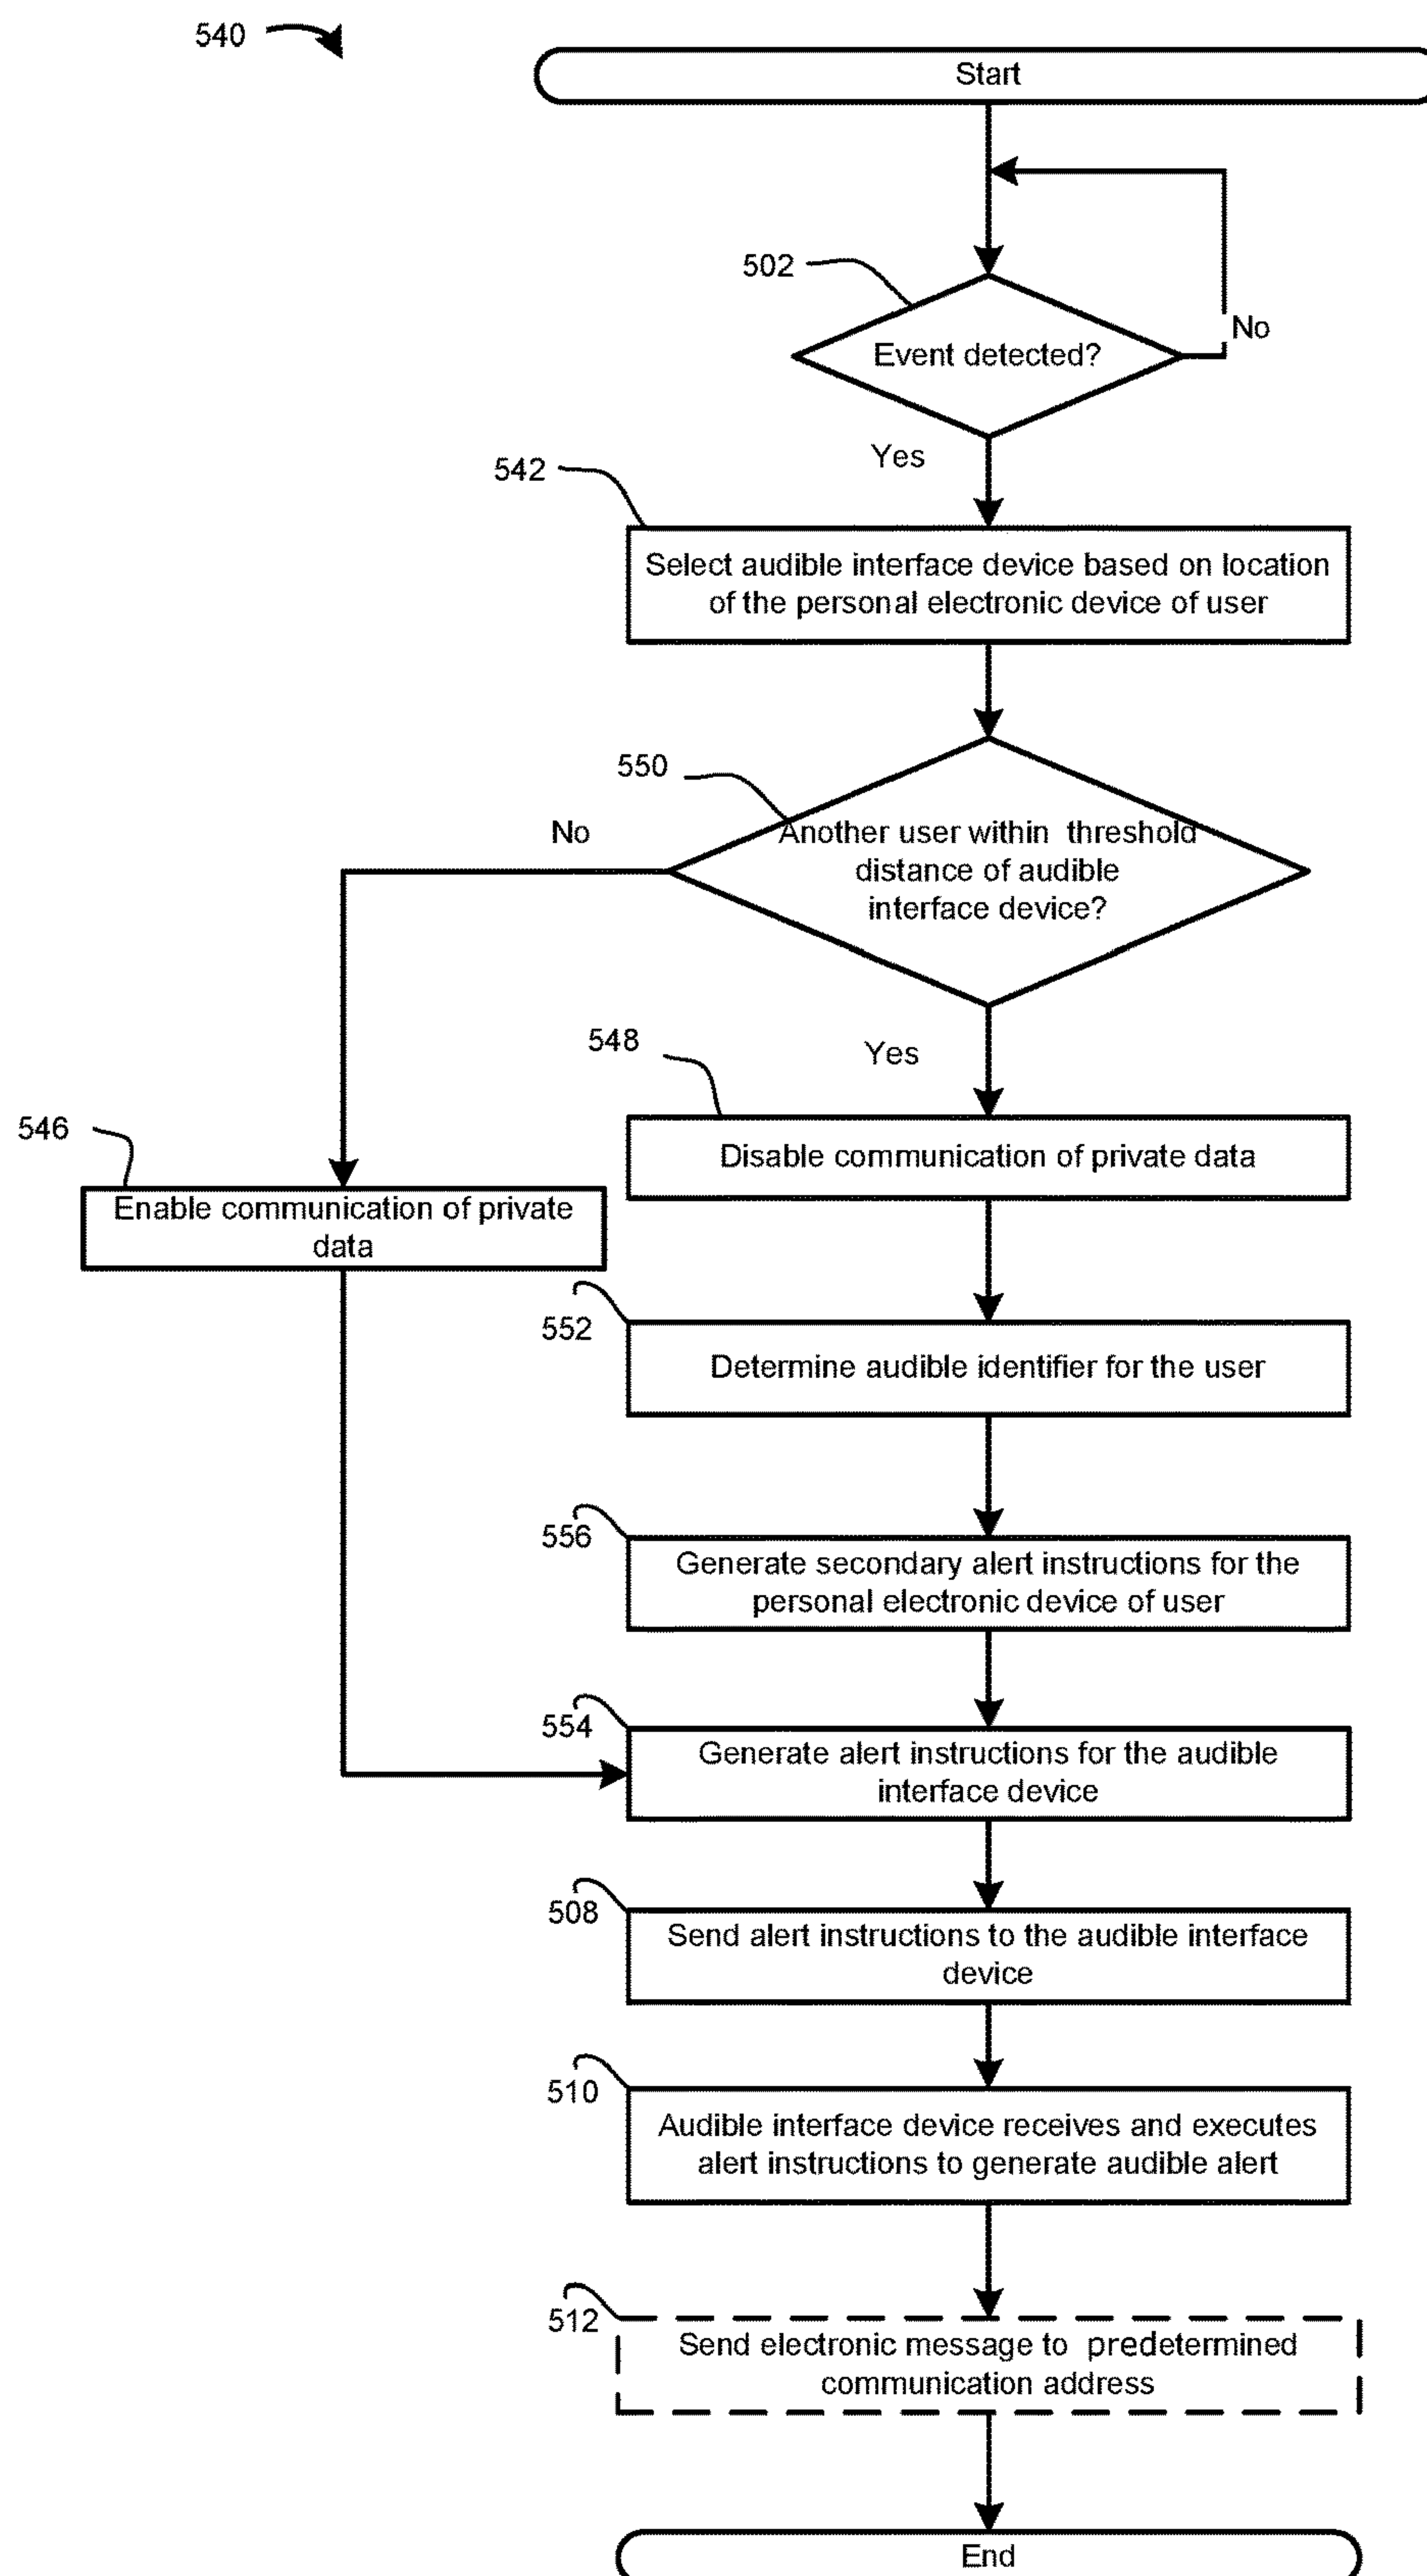 540
Start
502
Event detected?
No
Yes
542
Select audible interface device based on location
of the personal electronic device of user
550
Another user within threshold
distance of audible
interface device?
No
Yes
548
Disable communication of private data
546
Enable communication of private
data
552
Determine audible identifier for the user
556
Generate secondary alert instructions for the
personal electronic device of user
554
Generate alert instructions for the audible
interface device
508
Send alert instructions to the audible interface
device
510
Audible interface device receives and executes
alert instructions to generate audible alert
512
Send electronic message to predetermined
communication address
End